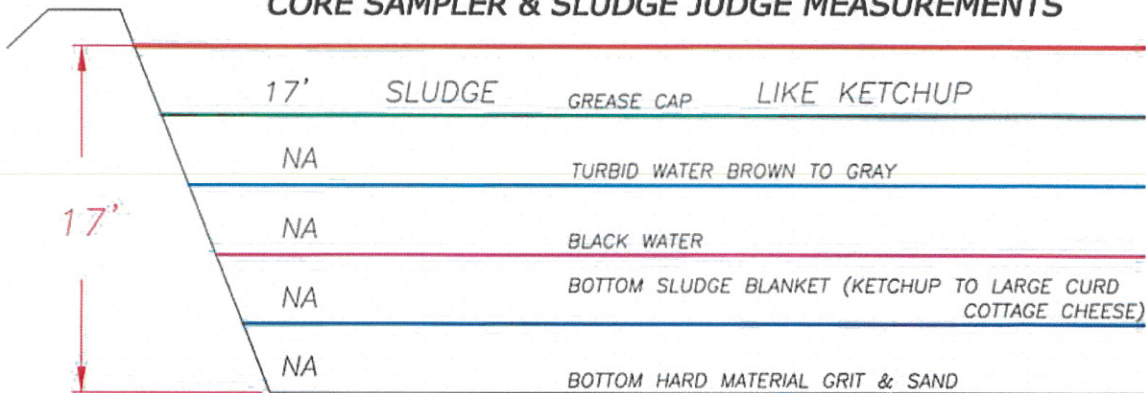 CORE SAMPLER & SLUDGE JUDGE MEASUREMENTS
17' SLUDGE GREASE CAP LIKE KETCHUP
NA TURBID WATER BROWN TO GRAY
17'
NA BLACK WATER
NA BOTTOM SLUDGE BLANKET (KETCHUP TO LARGE CURD
COTTAGE CHEESE)
NA BOTTOM HARD MATERIAL GRIT & SAND